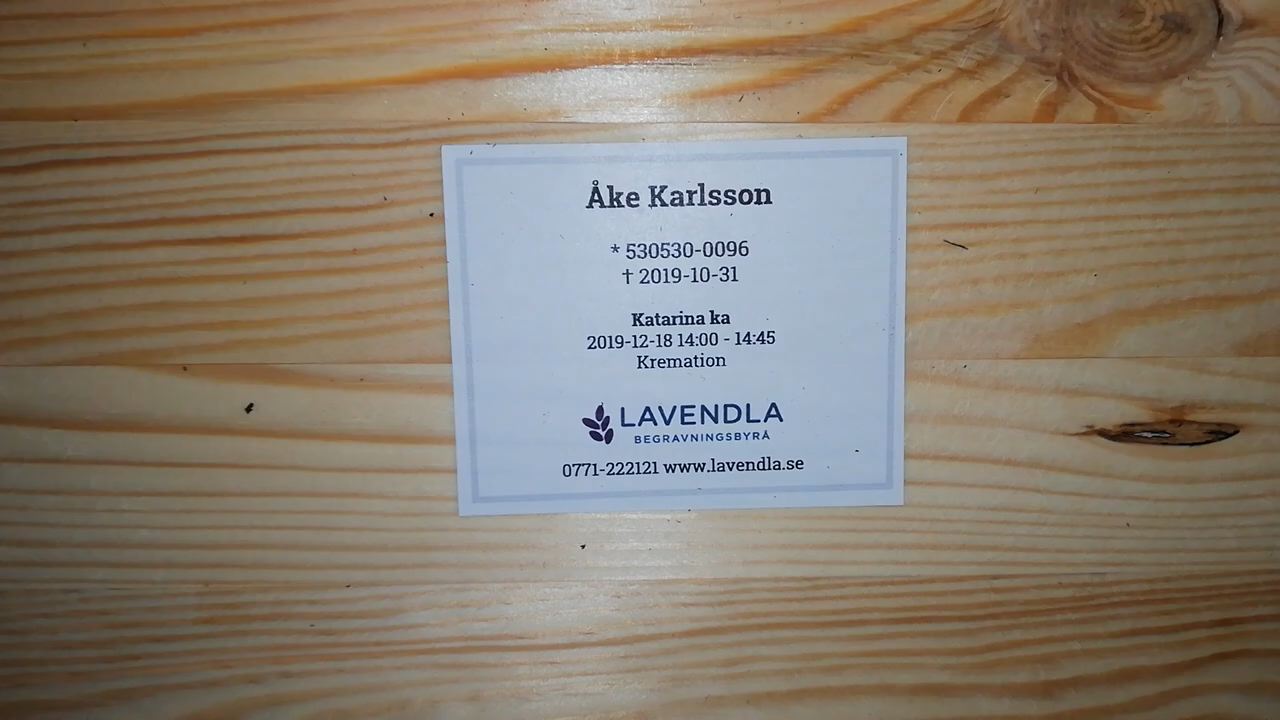 Åke Karlsson
* 530530-0096
† 2019-10-31
Katarina ka
2019-12-18 14:00 - 14:45
Kremation
LAVENDLA
BEGRAVNINGSBYRÅ
0771-222121 www.lavendla.se